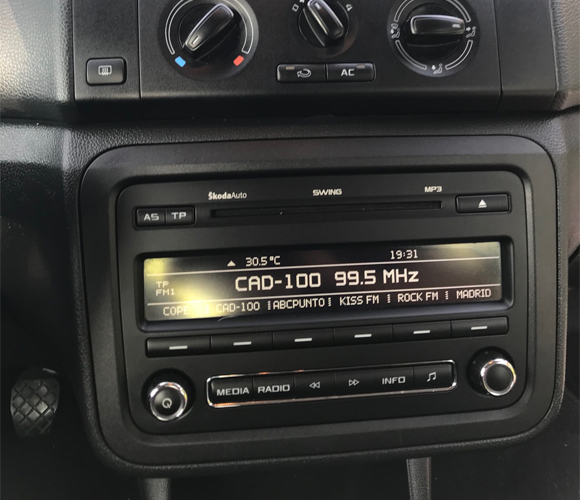 AC
ŠkodaAuto SWING MP3
AS TP
30.5°C 19:31
TP
FM1
CAD-100 99.5 MHz
COPE CAD-100 ABCPUNTO KISS FM ROCK FM MADRID
MEDIA RADIO INFO